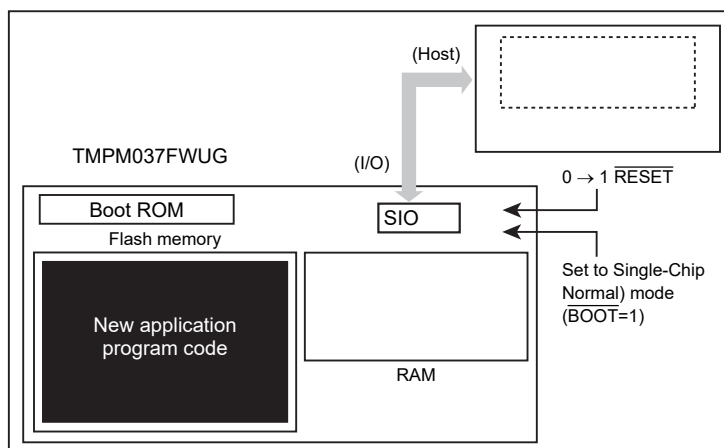 (Host)
TMPM037FWUG
(I/O)
0 → 1 RESET
Boot ROM
SIO
Flash memory
Set to Single-Chip
Normal) mode
(BOOT=1)
New application
program code
RAM